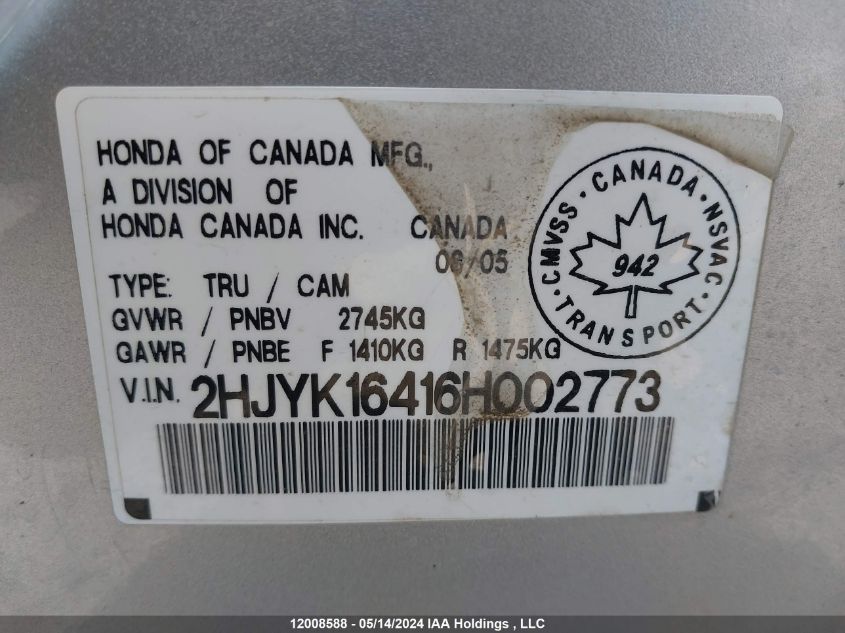 HONDA OF CANADA MFG.,
A DIVISION OF
HONDA CANADA INC. CANADA
06/05
TYPE: TRU / CAM
GVWR / PNBV 2745KG
GAWR / PNBE F 1410KG R 1475KG
V.I.N. 2HJYK16416H002773
CMVSS · CANADA · NSVAC · TRANSPORT ·
942
12008588 - 05/14/2024 IAA Holdings , LLC